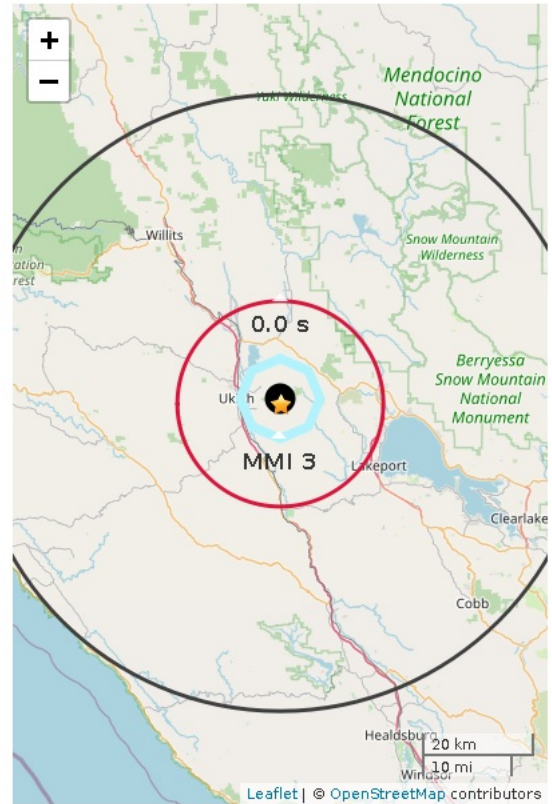 +
−
Mendocino
National
Forest
Yuki Wilderness
Willits
Snow Mountain
Wilderness
0.0 s
Berryessa
Snow Mountain
National
Monument
MMI 3
Lakeport
Clearlake
Cobb
Healdsburg
20 km
10 mi
Windsor
Leaflet | © OpenStreetMap contributors